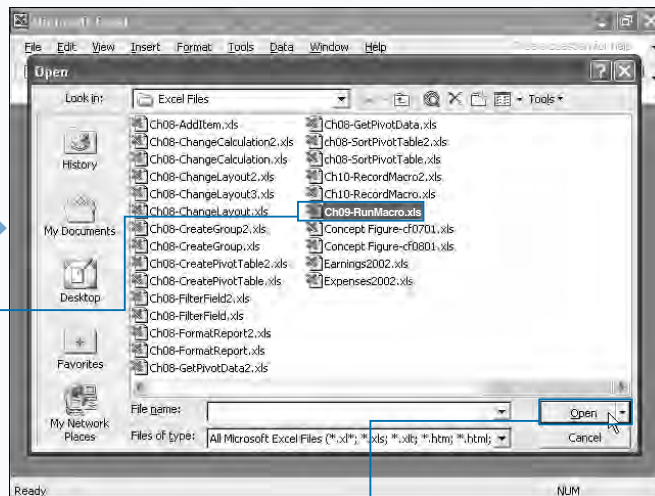 Microsoft Excel
File Edit View Insert Format Tools Data Window Help
Open
Look in: Excel Files Tools
History
My Documents
Desktop
Favorites
My Network Places
Ch08-AddItem.xls
Ch08-ChangeCalculation2.xls
Ch08-ChangeCalculation.xls
Ch08-ChangeLayout2.xls
Ch08-ChangeLayout3.xls
Ch08-ChangeLayout.xls
Ch08-CreateGroup2.xls
Ch08-CreateGroup.xls
Ch08-CreatePivotTable2.xls
Ch08-CreatePivotTable.xls
Ch08-FilterField2.xls
Ch08-FilterField.xls
Ch08-FormatReport2.xls
Ch08-FormatReport.xls
Ch08-GetPivotData2.xls
Ch08-GetPivotData.xls
ch08-SortPivotTable2.xls
ch08-SortPivotTable.xls
Ch10-RecordMacro2.xls
Ch10-RecordMacro.xls
Ch09-RunMacro.xls
Concept Figure-cf0701.xls
Concept Figure-cf0801.xls
Earnings2002.xls
Expenses2002.xls
File name: Open
Files of type: All Microsoft Excel Files (*.xl*; *.xls; *.xlt; *.htm; *.html; Cancel
Ready NUM